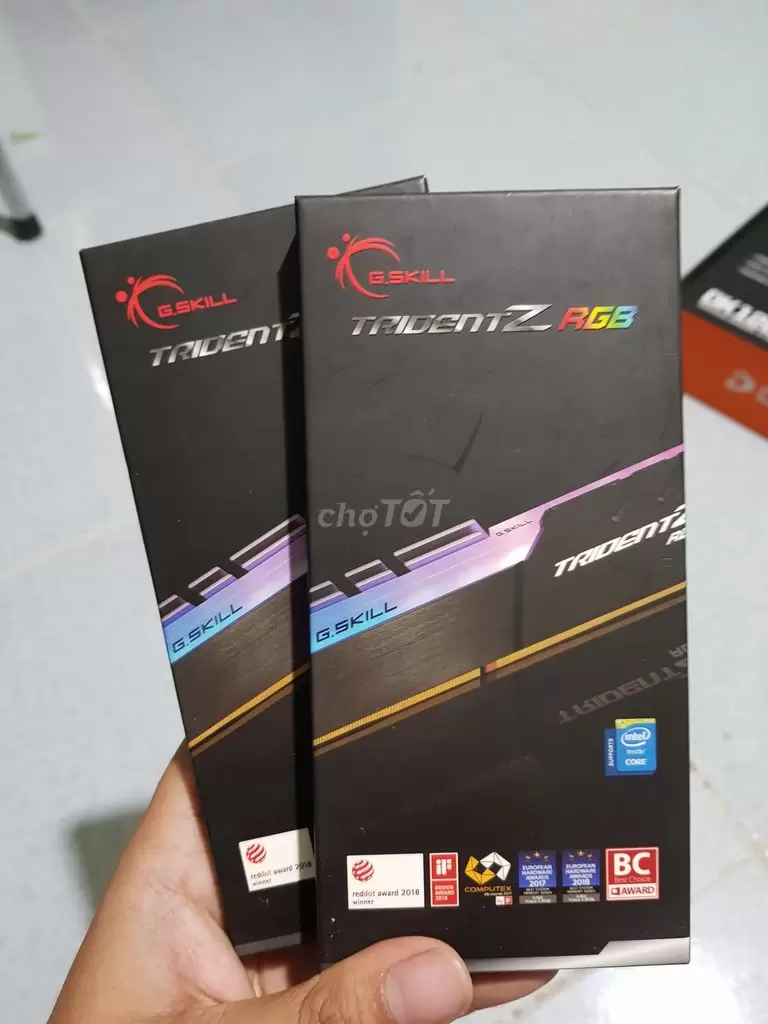 G.SKILL
TRIDENTZ
G.SKILL
reddot award 2018
winner
G.SKILL
TRIDENTZ RGB
chợTỐT
G.SKILL
TRIDENTZ
G.SKILL
SUPPORTS
intel
inside
CORE
reddot award 2018
winner
iF
DESIGN
AWARD
2018
COMPUTEX
EUROPEAN
HARDWARE
AWARDS
2017
EUROPEAN
HARDWARE
AWARDS
2018
BC
Best Choice
AWARD